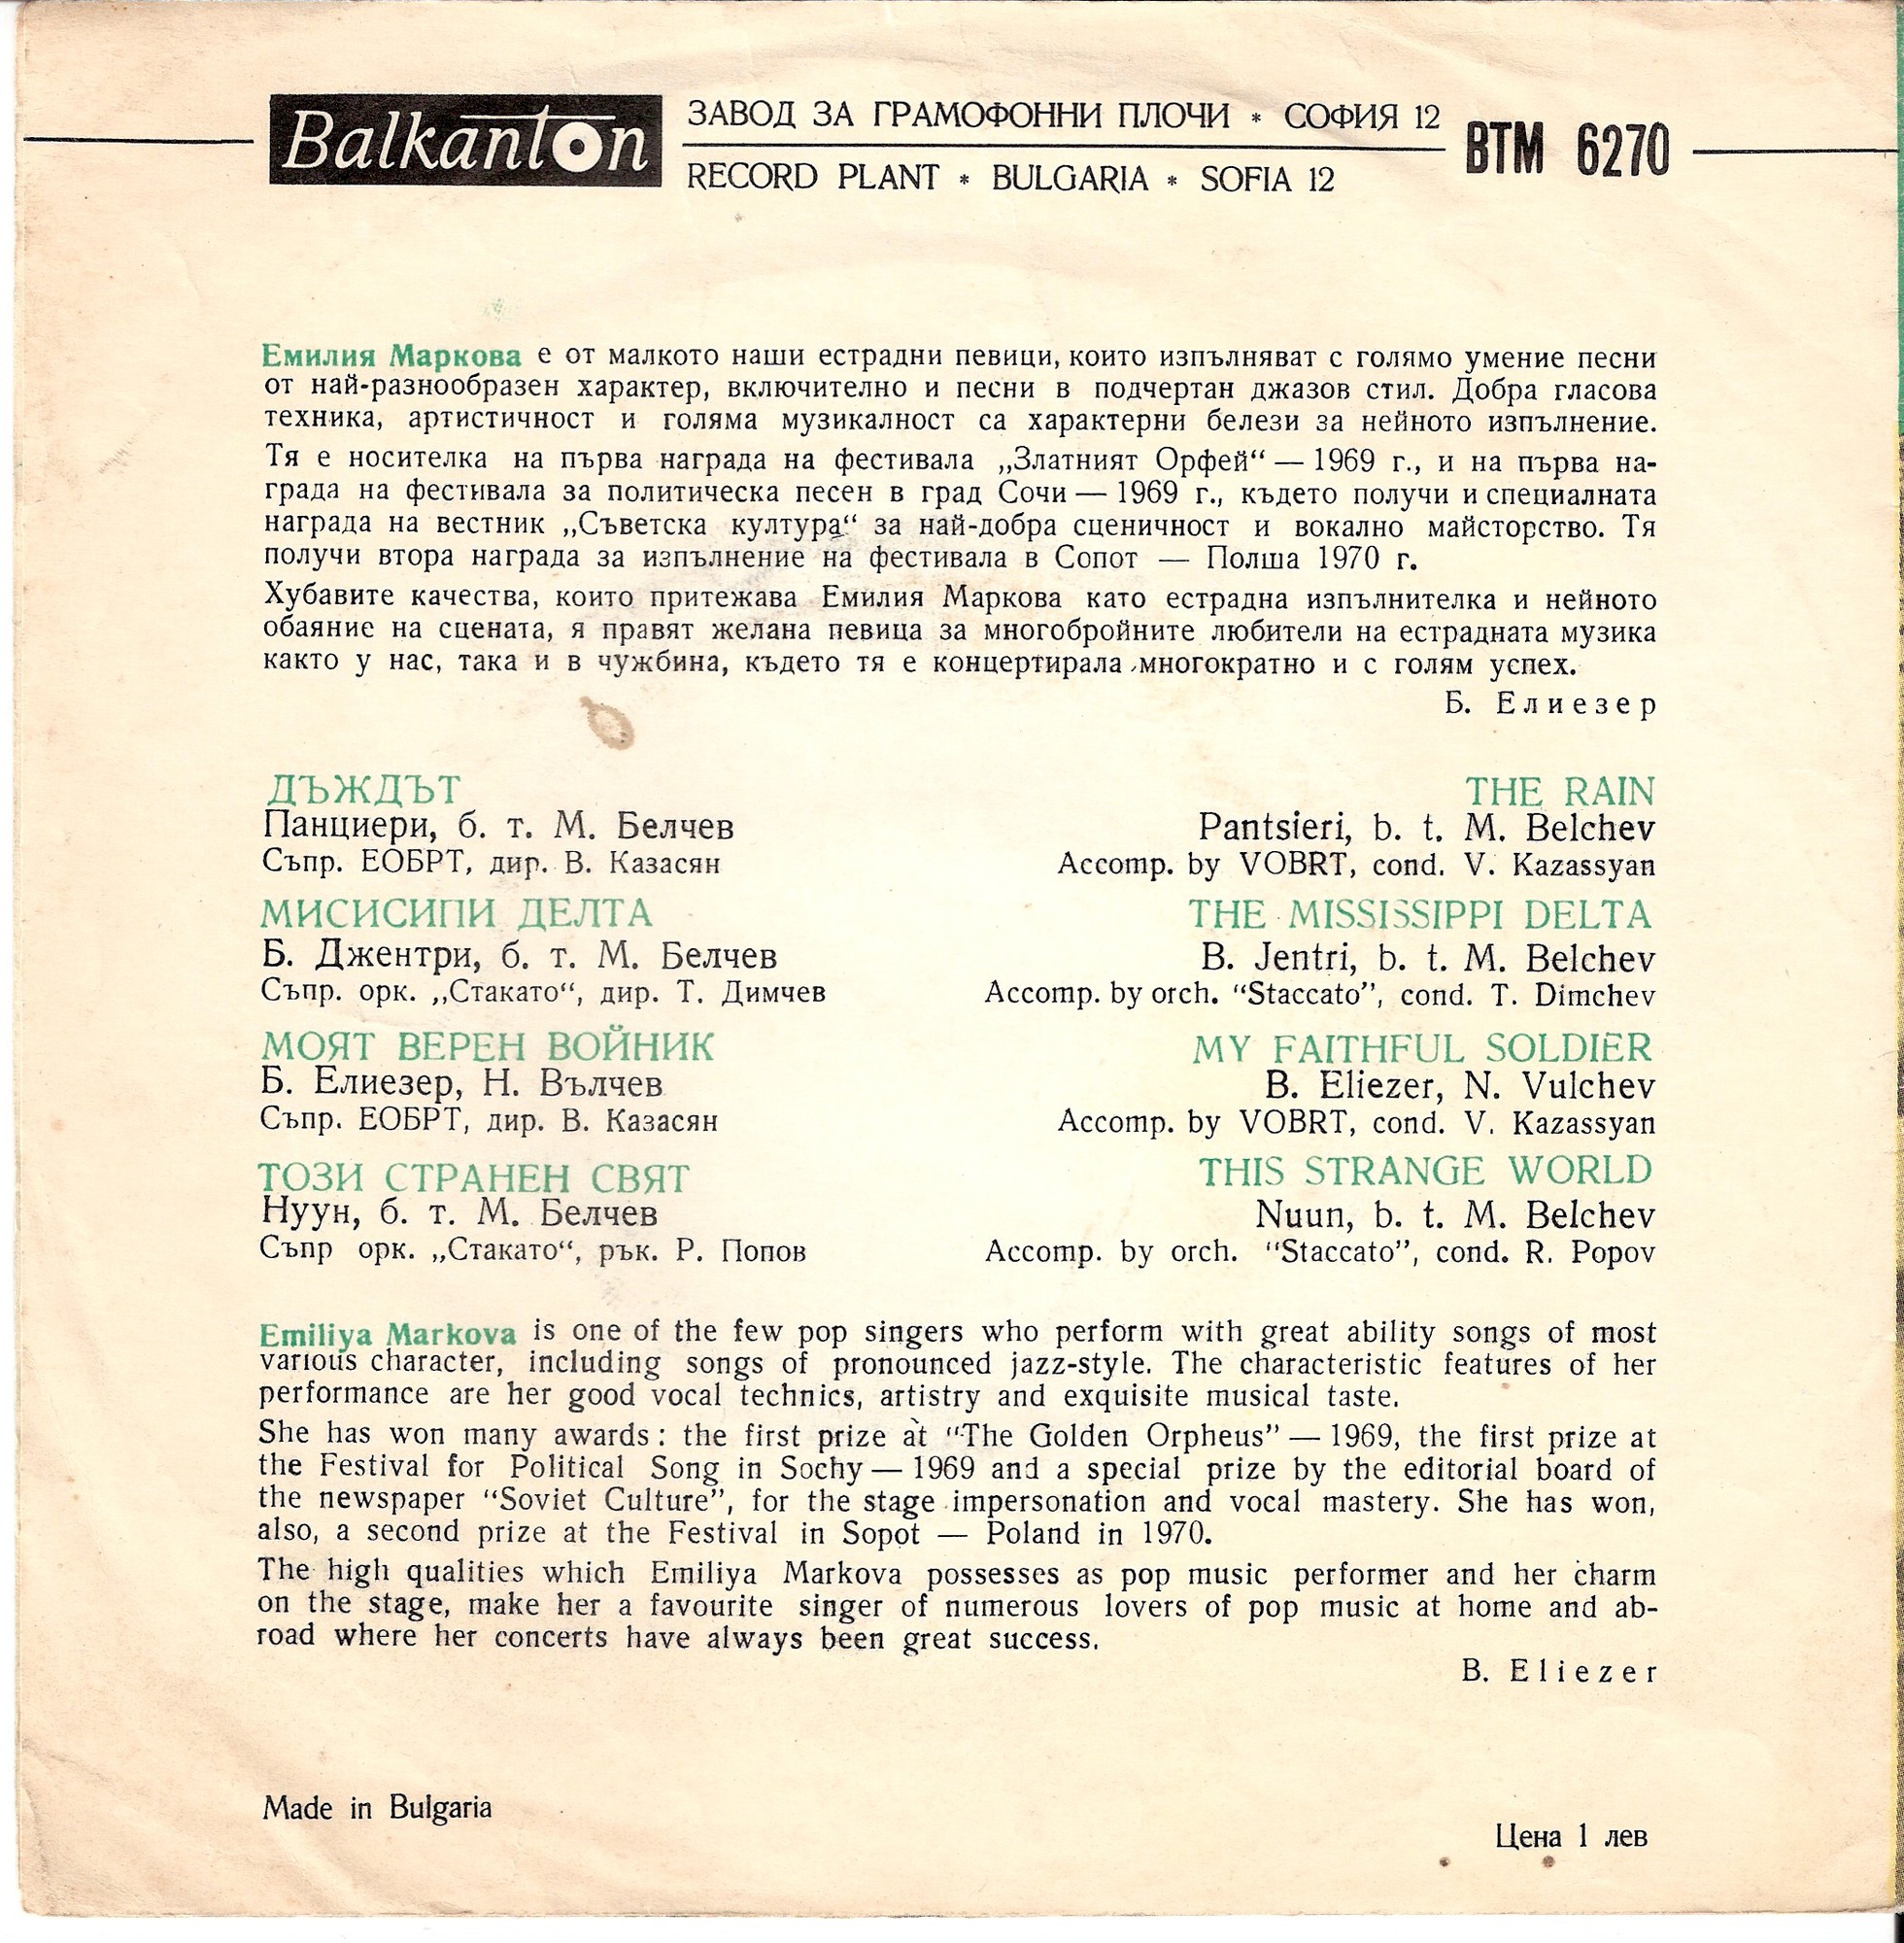 Balkanton
ЗАВОД ЗА ГРАМОФОННИ ПЛОЧИ * СОФИЯ 12
RECORD PLANT * BULGARIA * SOFIA 12
ВТМ 6270
Емилия Маркова е от малкото наши естрадни певици, които изпълняват с голямо умение песни
от най-разнообразен характер, включително и песни в подчертан джазов стил. Добра гласова
техника, артистичност и голяма музикалност са характерни белези за нейното изпълнение.
Тя е носителка на първа награда на фестивала „Златният Орфей“ — 1969 г., и на първа на-
града на фестивала за политическа песен в град Сочи — 1969 г., където получи и специалната
награда на вестник „Съветска култура“ за най-добра сценичност и вокално майсторство. Тя
получи втора награда за изпълнение на фестивала в Сопот — Полша 1970 г.
Хубавите качества, които притежава Емилия Маркова като естрадна изпълнителка и нейното
обаяние на сцената, я правят желана певица за многобройните любители на естрадната музика
както у нас, така и в чужбина, където тя е концертирала многократно и с голям успех.
Б. Елиезер
ДЪЖДЪТ
Панциери, б. т. М. Белчев
Съпр. ЕОБРТ, дир. В. Казасян
МИСИСИПИ ДЕЛТА
Б. Джентри, б. т. М. Белчев
Съпр. орк. „Стакато“, дир. Т. Димчев
МОЯТ ВЕРЕН ВОЙНИК
Б. Елиезер, Н. Вълчев
Съпр. ЕОБРТ, дир. В. Казасян
ТОЗИ СТРАНЕН СВЯТ
Нуун, б. т. М. Белчев
Съпр орк. „Стакато“, рък. Р. Попов
THE RAIN
Pantsieri, b. t. M. Belchev
Accomp. by VOBRT, cond. V. Kazassyan
THE MISSISSIPPI DELTA
B. Jentri, b. t. M. Belchev
Accomp. by orch. “Staccato”, cond. T. Dimchev
MY FAITHFUL SOLDIER
B. Eliezer, N. Vulchev
Accomp. by VOBRT, cond. V. Kazassyan
THIS STRANGE WORLD
Nuun, b. t. M. Belchev
Accomp. by orch. “Staccato”, cond. R. Popov
Emiliya Markova is one of the few pop singers who perform with great ability songs of most
various character, including songs of pronounced jazz-style. The characteristic features of her
performance are her good vocal technics, artistry and exquisite musical taste.
She has won many awards : the first prize at “The Golden Orpheus” — 1969, the first prize at
the Festival for Political Song in Sochy — 1969 and a special prize by the editorial board of
the newspaper “Soviet Culture”, for the stage impersonation and vocal mastery. She has won,
also, a second prize at the Festival in Sopot — Poland in 1970.
The high qualities which Emiliya Markova possesses as pop music performer and her charm
on the stage, make her a favourite singer of numerous lovers of pop music at home and ab-
road where her concerts have always been great success.
B. Eliezer
Made in Bulgaria
Цена 1 лев